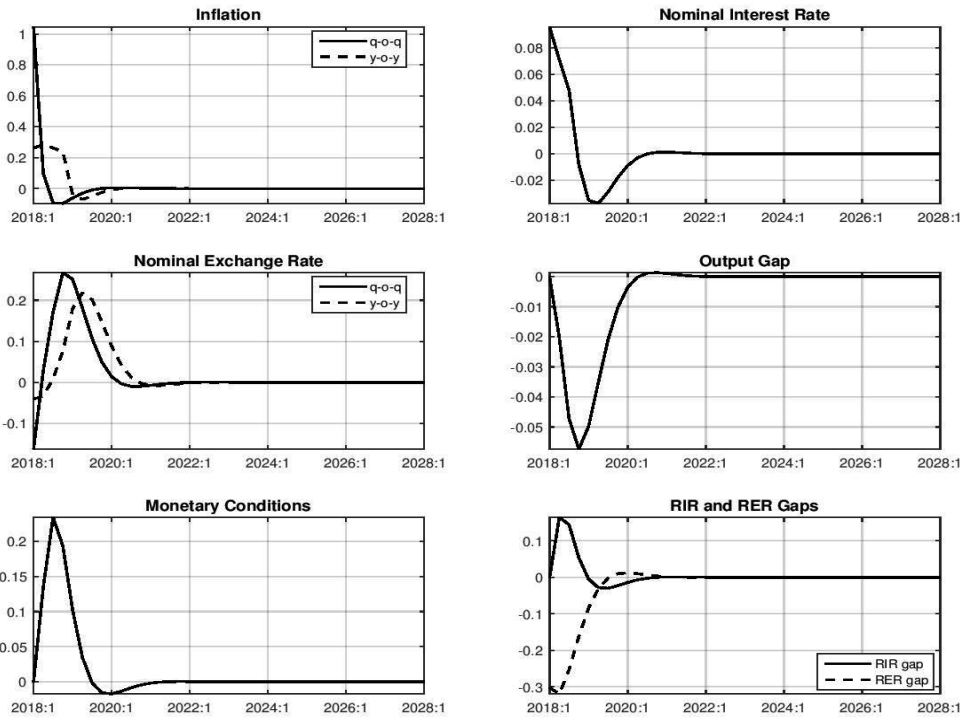 Inflation
1
0.8
0.6
0.4
0.2
0
q-o-q
y-o-y
2018:1 2020:1 2022:1 2024:1 2026:1 2028:1
Nominal Interest Rate
0.08
0.06
0.04
0.02
0
-0.02
2018:1 2020:1 2022:1 2024:1 2026:1 2028:1
Nominal Exchange Rate
0.2
0.1
0
-0.1
q-o-q
y-o-y
2018:1 2020:1 2022:1 2024:1 2026:1 2028:1
Output Gap
0
-0.01
-0.02
-0.03
-0.04
-0.05
2018:1 2020:1 2022:1 2024:1 2026:1 2028:1
Monetary Conditions
0.2
0.15
0.1
0.05
0
2018:1 2020:1 2022:1 2024:1 2026:1 2028:1
RIR and RER Gaps
0.1
0
-0.1
-0.2
-0.3
RIR gap
RER gap
2018:1 2020:1 2022:1 2024:1 2026:1 2028:1